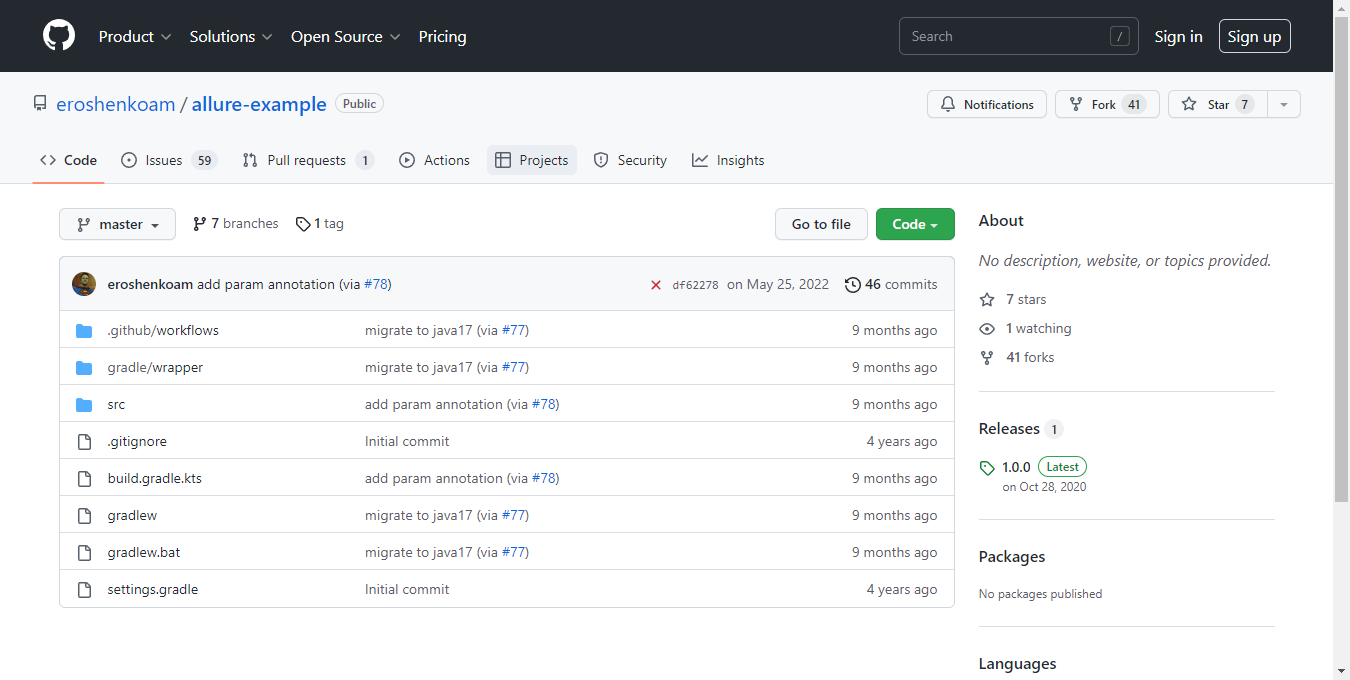 Product Solutions Open Source Pricing Search / Sign in Sign up
eroshenkoam / allure-example Public Notifications Fork 41 Star 7
Code Issues 59 Pull requests 1 Actions Projects Security Insights
master 7 branches 1 tag Go to file Code
eroshenkoam add param annotation (via #78) df62278 on May 25, 2022 46 commits
.github/workflows migrate to java17 (via #77) 9 months ago
gradle/wrapper migrate to java17 (via #77) 9 months ago
src add param annotation (via #78) 9 months ago
.gitignore Initial commit 4 years ago
build.gradle.kts add param annotation (via #78) 9 months ago
gradlew migrate to java17 (via #77) 9 months ago
gradlew.bat migrate to java17 (via #77) 9 months ago
settings.gradle Initial commit 4 years ago
About
No description, website, or topics provided.
7 stars
1 watching
41 forks
Releases 1
1.0.0 Latest
on Oct 28, 2020
Packages
No packages published
Languages